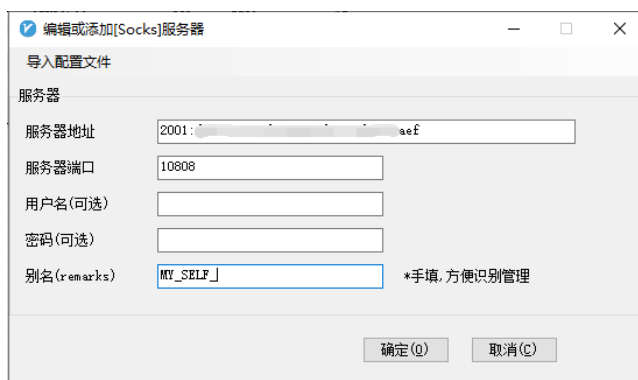 编辑或添加[Socks]服务器
导入配置文件
服务器
服务器地址 2001: aef
服务器端口 10808
用户名(可选)
密码(可选)
别名(remarks) MY_SELF_ *手填,方便识别管理
确定(O) 取消(C)